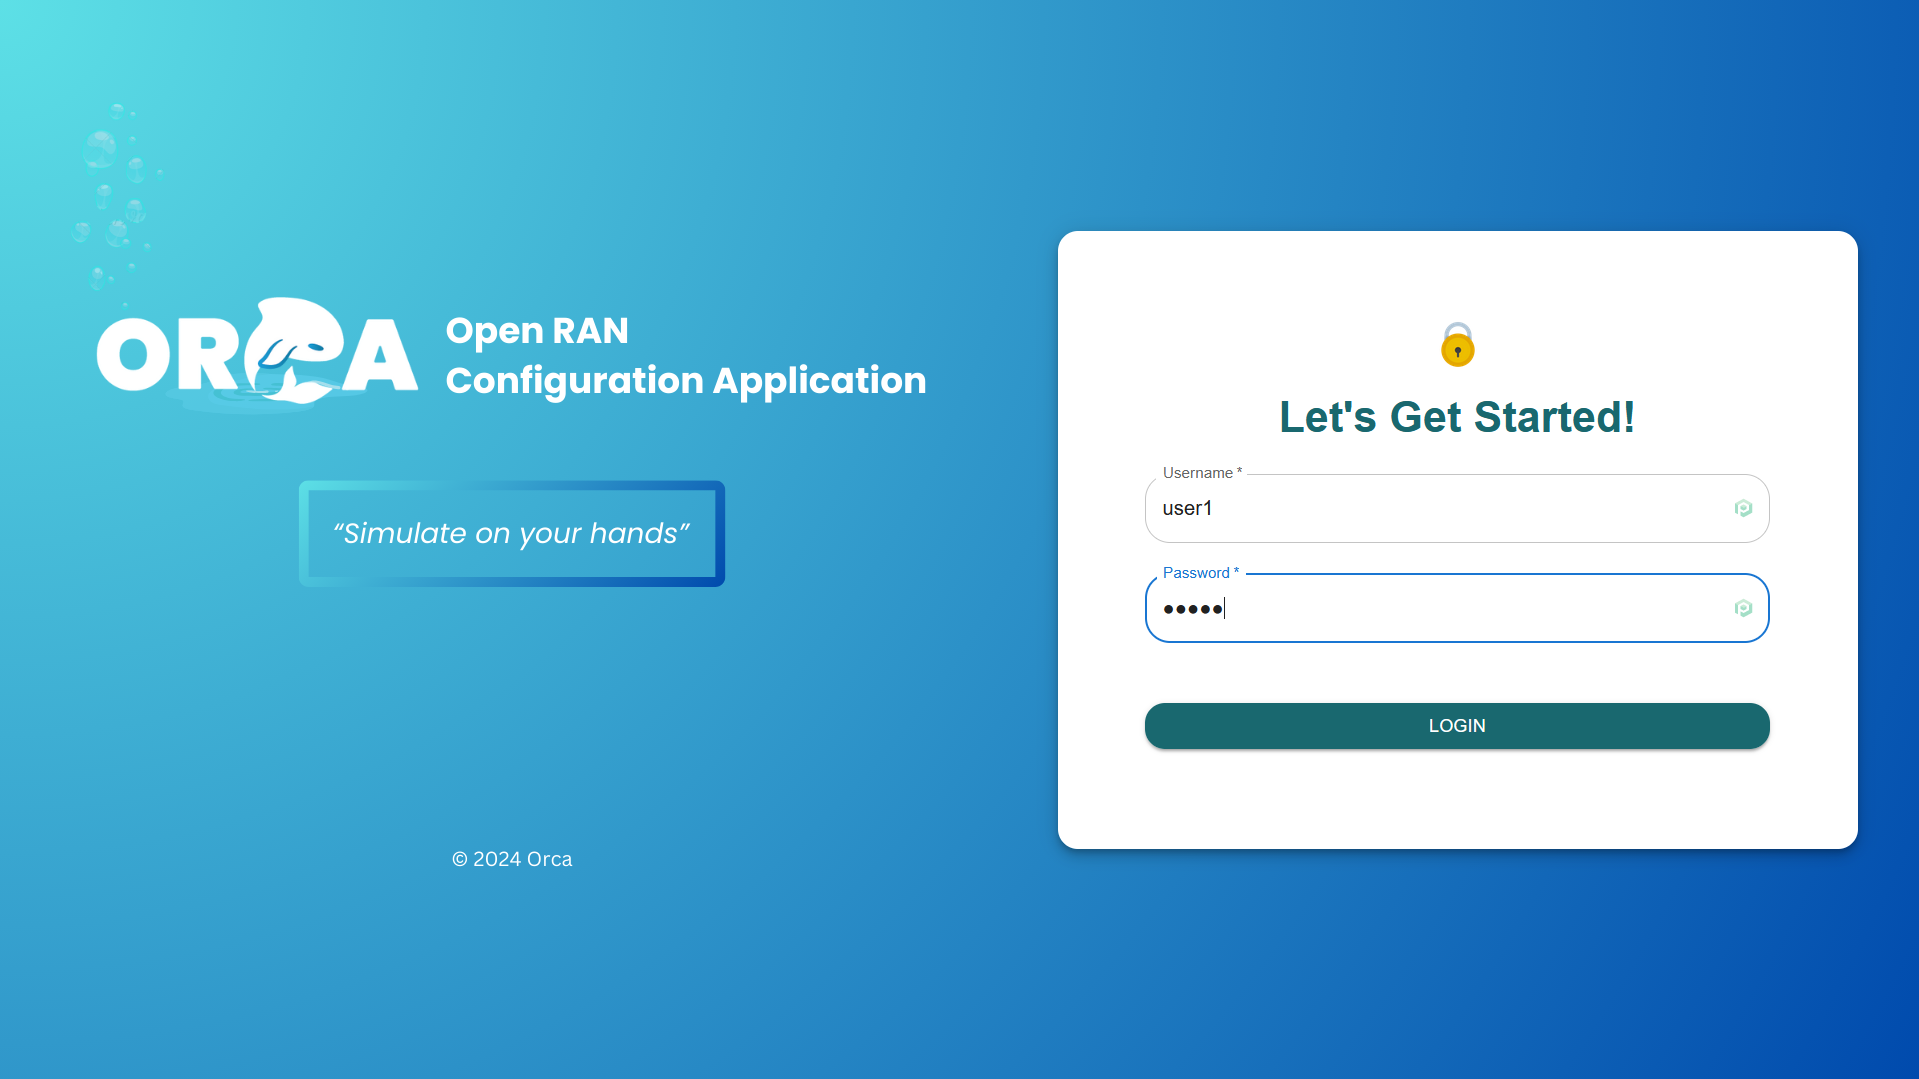 ORCA
Open RAN
Configuration Application
“Simulate on your hands”
© 2024 Orca
Let's Get Started!
Username *
user1
Password *
●●●●●
LOGIN